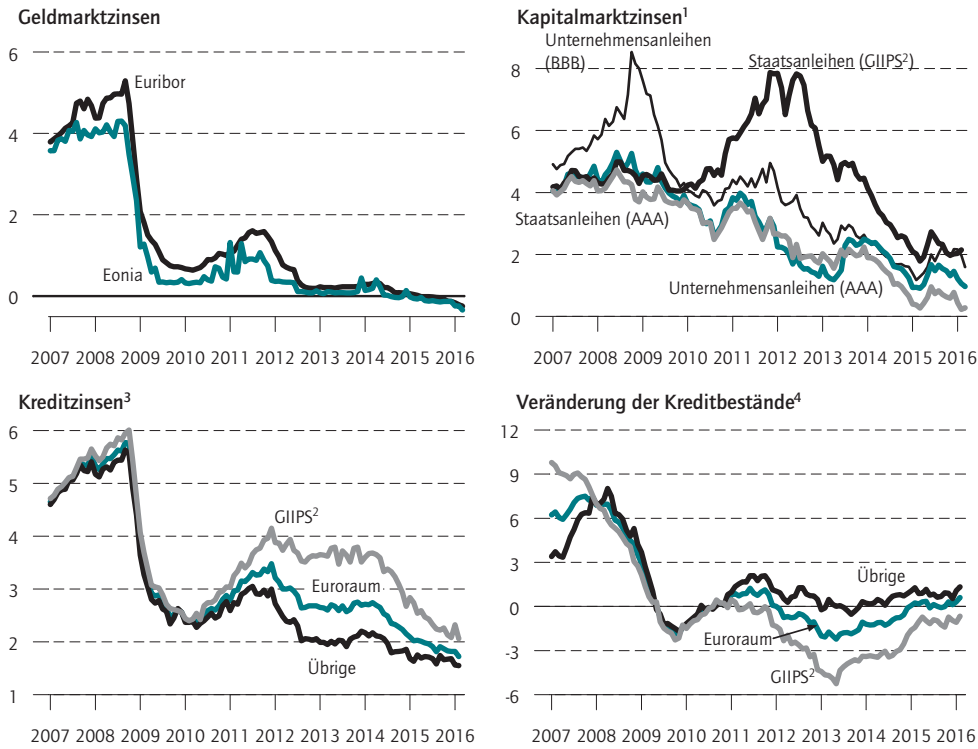 Geldmarktzinsen
6
4
2
0
Euribor
Eonia
2007 2008 2009 2010 2011 2012 2013 2014 2015 2016
Kapitalmarktzinsen¹
8
6
4
2
0
Unternehmensanleihen
(BBB)
Staatsanleihen (GIIPS²)
Staatsanleihen (AAA)
Unternehmensanleihen (AAA)
2007 2008 2009 2010 2011 2012 2013 2014 2015 2016
Kreditzinsen³
6
5
4
3
2
1
GIIPS²
Euroraum
Übrige
2007 2008 2009 2010 2011 2012 2013 2014 2015 2016
Veränderung der Kreditbestände⁴
12
9
6
3
0
-3
-6
Übrige
Euroraum
GIIPS²
2007 2008 2009 2010 2011 2012 2013 2014 2015 2016